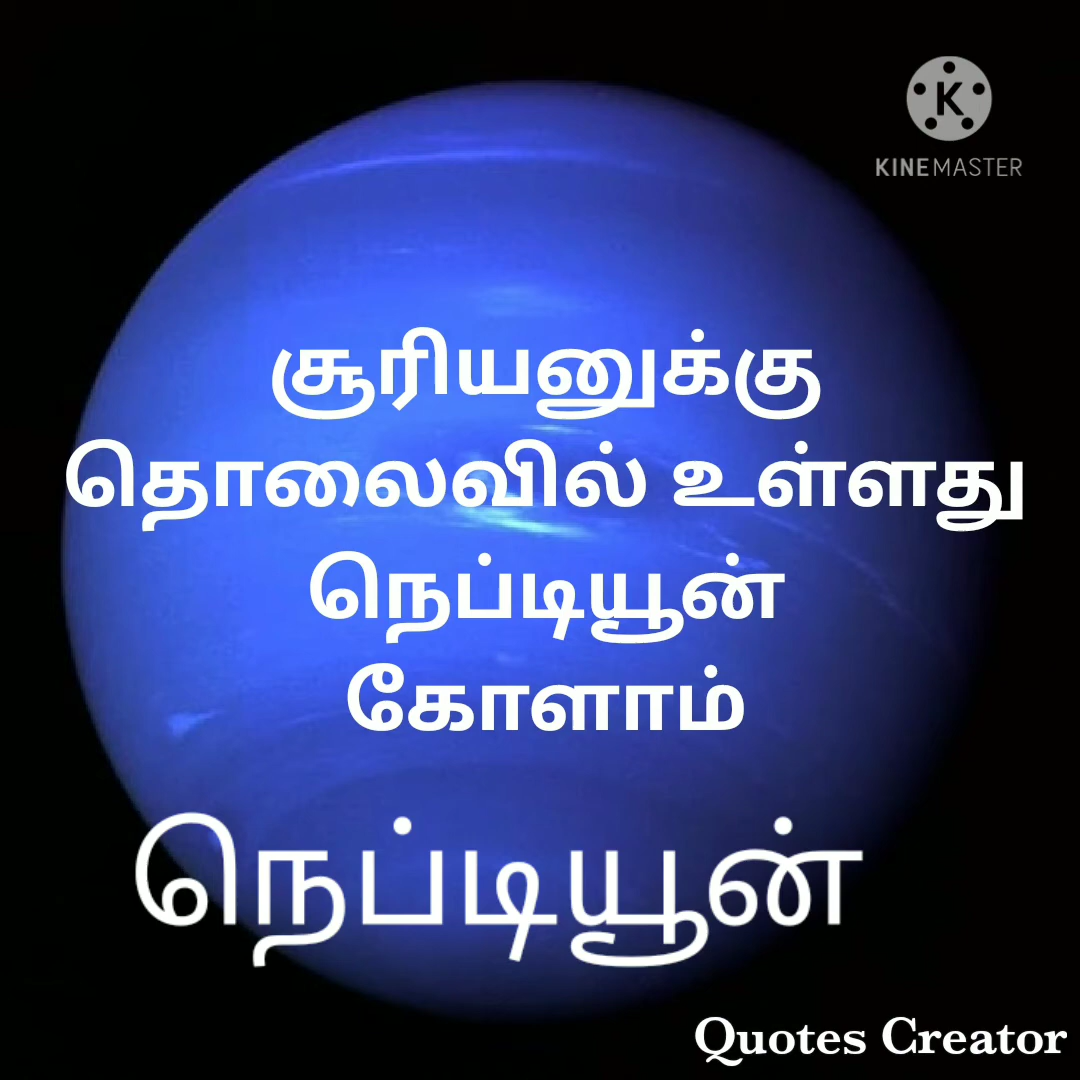 K
KINEMASTER
சூரியனுக்கு
தொலைவில் உள்ளது
நெப்டியூன்
கோளாம்
நெப்டியூன்
Quotes Creator